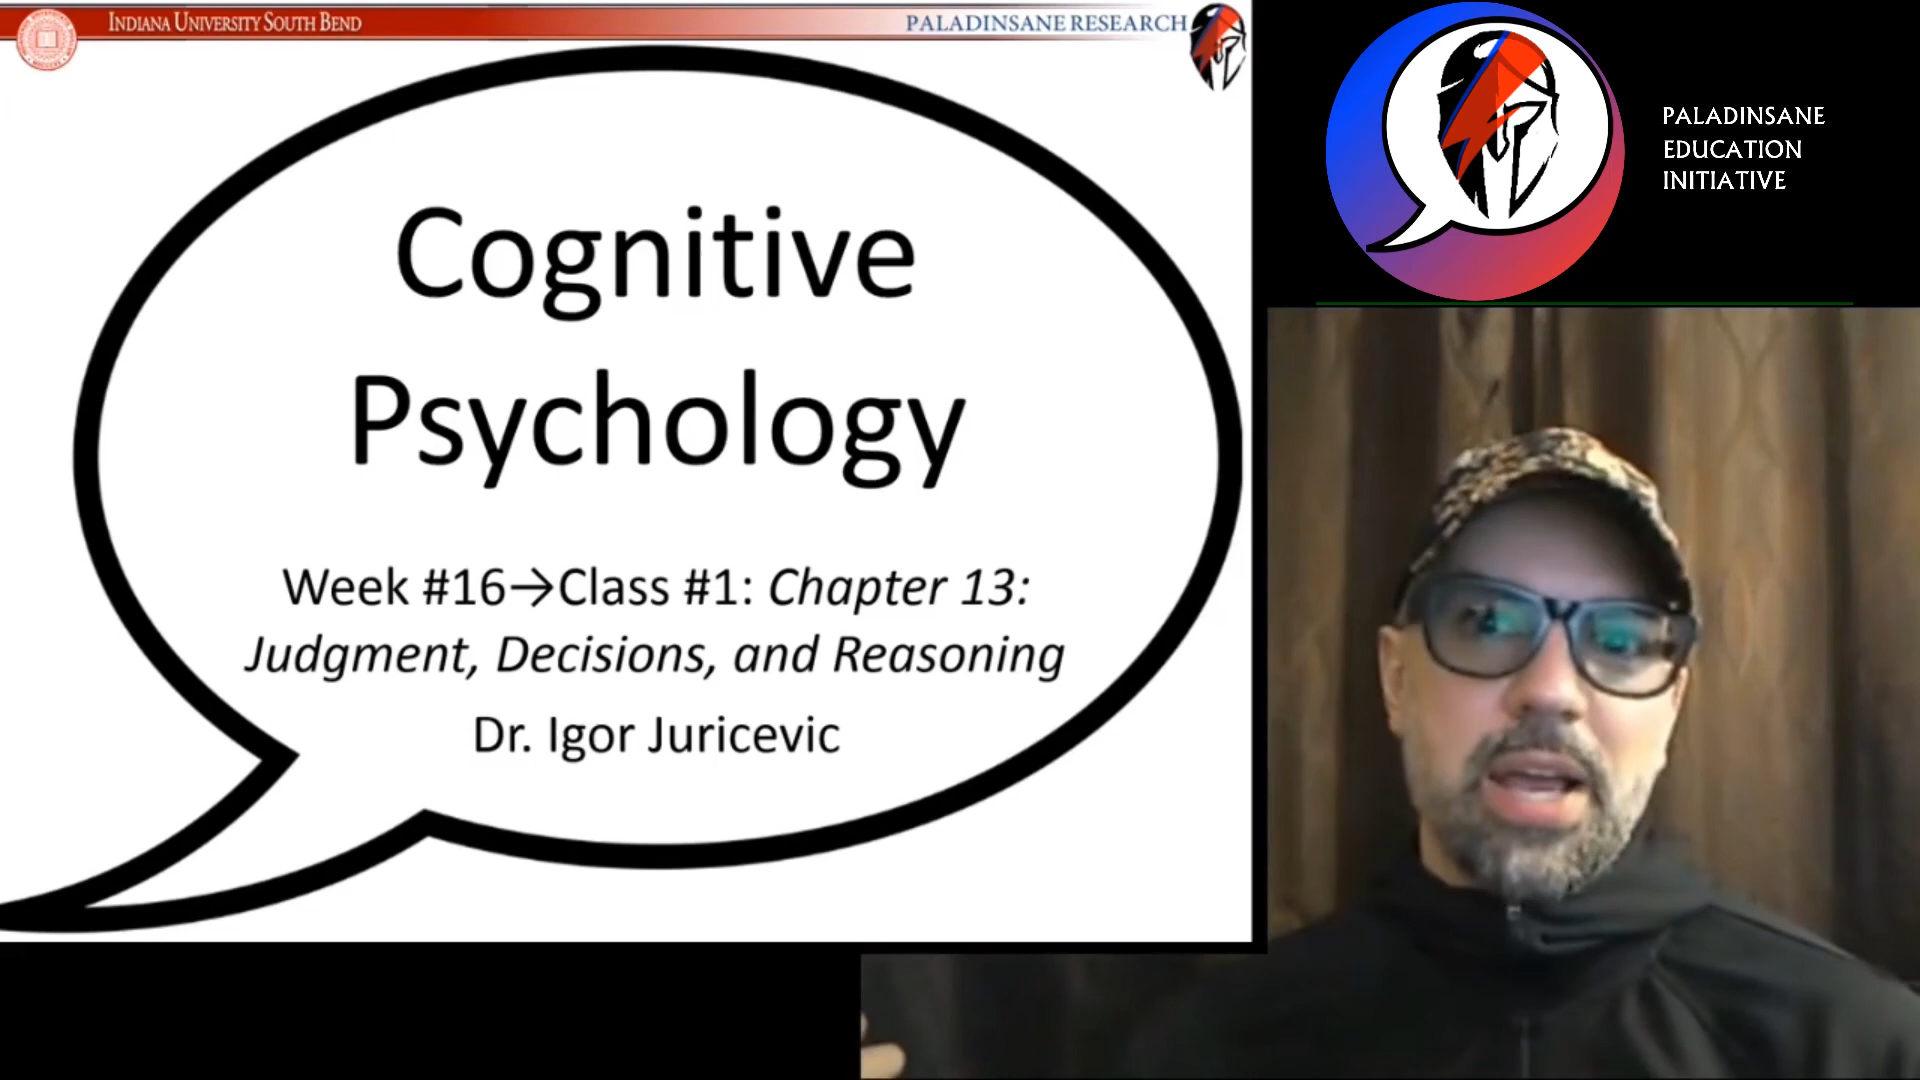 INDIANA UNIVERSITY SOUTH BEND
PALADINSANE RESEARCH
PALADINSANE
EDUCATION
INITIATIVE
Cognitive
Psychology
Week #16→Class #1: Chapter 13:
Judgment, Decisions, and Reasoning
Dr. Igor Juricevic